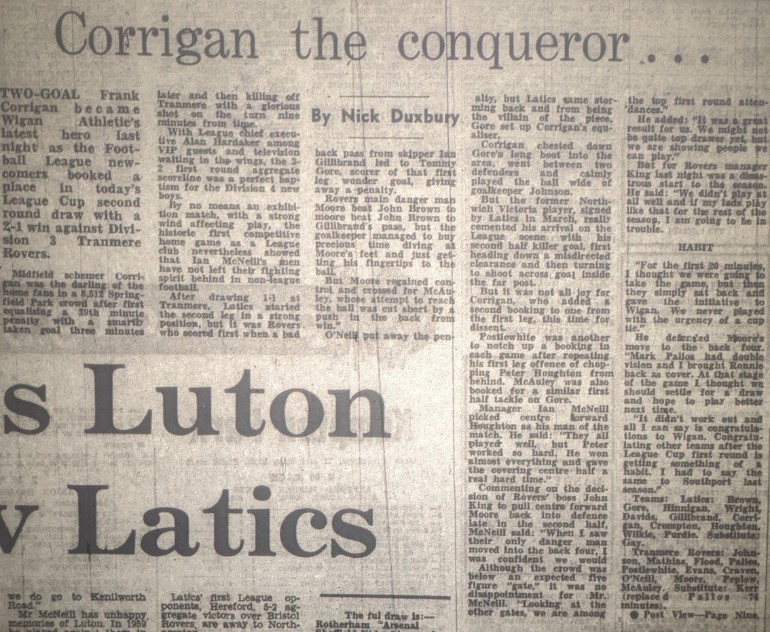 Corrigan the conqueror...
TWO-GOAL Frank
Corrigan became
Wigan Athletic's
latest hero last
night as the Foot-
ball League new-
comers booked a
place in today's
League Cup second
round draw with a
2-1 win against Divi-
sion 3 Tranmere
Rovers.
Midfield schemer Corri-
gan was the darling of the
home fans in a 8,512 Spring-
field Park crowd after first
equalising a 39th minute
penalty with a smartly
taken goal three minutes
later and then killing off
Tranmere with a glorious
shot on the turn nine
minutes from time.
With League chief execu-
tive Alan Hardaker among
VIP guests and television
waiting in the wings, the 3-
2 first round aggregate
scoreline was a perfect bap-
tism for the Division 4 new
boys.
By no means an exhibi-
tion match, with a strong
wind affecting play, the
historic first competitive
home game as a League
club nevertheless showed
that Ian McNeill's men
have not left their fighting
spirit behind in non-league
football.
After drawing 1-1 at
Tranmere, Latics started
the second leg in a strong
position, but it was Rovers
who scored first when a bad
By Nick Duxbury
back pass from skipper Ian
Gillibrand led to Tommy
Gore, scorer of that first
leg wonder goal, giving
away a penalty.
Rovers main danger man
Moore beat John Brown to
moore beat John Brown to
Gillibrand's pass, but the
goalkeeper managed to buy
precious time diving at
Moore's feet and just get-
ting his fingertips to the
ball.
But Moore regained con-
trol and crossed for McAu-
ley, whose attempt to reach
the ball was cut short by a
push in the back from
win."
O'Neil put away the pen-
alty, but Latics came stor-
ming back and from being
the villain of the piece,
Gore set up Corrigan's equ-
aliser.
Corrigan chested down
Gore's long boot into the
area, went between two
defenders and calmly
played the ball wide of
goalkeeper Johnson.
But the former North-
wich Victoria player, signed
by Latics in March, really
cemented his arrival on the
League scene with his
second half killer goal, first
heading down a misdirected
clearance and then turning
to shoot across goal inside
the far post.
But it was not all joy for
Corrigan, who added a
second booking to one from
the first leg, this time for
dissent.
Postlewhite was another
to notch up a booking in
each game after repeating
his first leg offence of chop-
ping Peter Houghton from
behind. McAuley was also
booked for a similar first
half tackle on Gore.
Manager Ian McNeill
picked centre forward
Houghton as his man of the
match. He said: "They all
played well, but Peter
worked so hard. He won
almost everything and gave
the covering centre half a
real hard time."
Commenting on the deci-
sion of Rovers' boss John
King to pull centre forward
Moore back into defence
late in the second half,
McNeill said: "When I saw
their only danger man
moved into the back four, I
was confident we would
Although the crowd was
below an expected five
figure "gate," it was no
disappointment for Mr.
McNeill. "Looking at the
other gates, we are among
the top first round atten-
dances."
He added: "It was a great
result for us. We might not
be quite top drawer yet, but
we are showing people we
can play."
But for Rovers manager
King last night was a disas-
trous start to the season.
He said: "We didn't play at
all well and if my lads play
like that for the rest of the
season, I am going to be in
trouble.
HABIT
"For the first 20 minutes,
I thought we were going to
take the game, but then
they simply sat back and
gave the initiative to
Wigan. We never played
with the urgency of a cup
tie."
He defended Moore's
move to the back four.
"Mark Palios had double
vision and I brought Ronnie
back as cover. At that stage
of the game I thought we
should settle for a draw
and hope to play better
next time.
"It didn't work out and
all I can say is congratula-
tions to Wigan. Congratu-
lating other teams after the
League Cup first round is
getting something of a
habit. I had to say the
same to Southport last
season."
Teams: Latics: Brown,
Gore, Hinnigan, Wright,
Davids, Gillibrand, Corri-
gan, Crompton, Houghton,
Wilkie, Purdie. Substitute:
Gay.
Tranmere Rovers: John-
son, Mathias, Flood, Palios,
Postlewhite, Evans, Craven,
O'Neil, Moore, Peplow,
McAuley. Substitute: Kerr
(replaced Palios 74
minutes).
● Post View—Page Nine.
s Luton
v Latics
we do go to Kenilworth
Road."
Mr McNeill has unhappy
memories of Luton. In 1959
Latics' first League op-
ponents, Hereford, 5-2 ag-
gregate victors over Bristol
Rovers, are away to North-
The ful draw is:—
Rotherham Arsenal